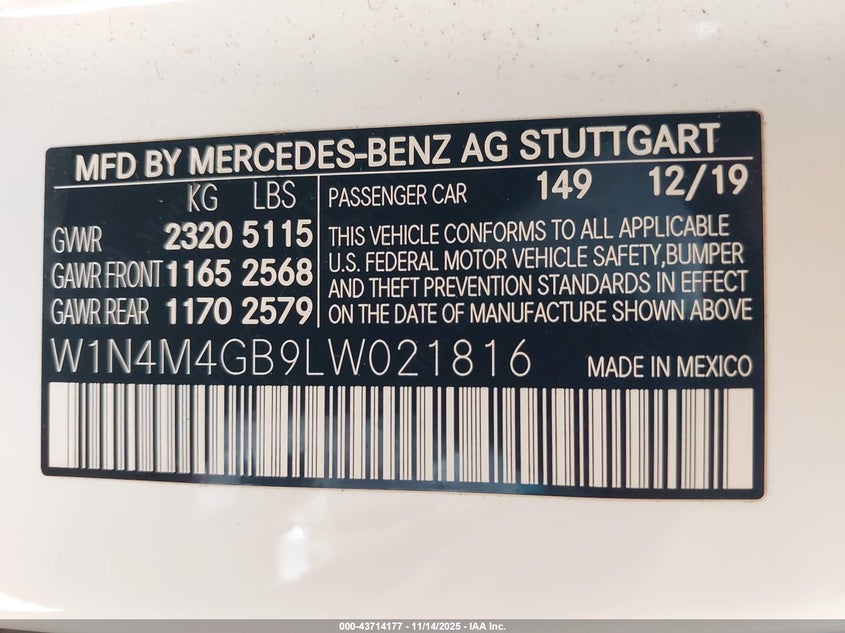 MFD BY MERCEDES-BENZ AG STUTTGART
KG LBS
GVWR 2320 5115
GAWR FRONT 1165 2568
GAWR REAR 1170 2579
PASSENGER CAR 149 12/19
THIS VEHICLE CONFORMS TO ALL APPLICABLE
U.S. FEDERAL MOTOR VEHICLE SAFETY,BUMPER
AND THEFT PREVENTION STANDARDS IN EFFECT
ON THE DATE OF MANUFACTURE SHOWN ABOVE
W1N4M4GB9LW021816 MADE IN MEXICO
000-43714177 - 11/14/2025 - IAA Inc.